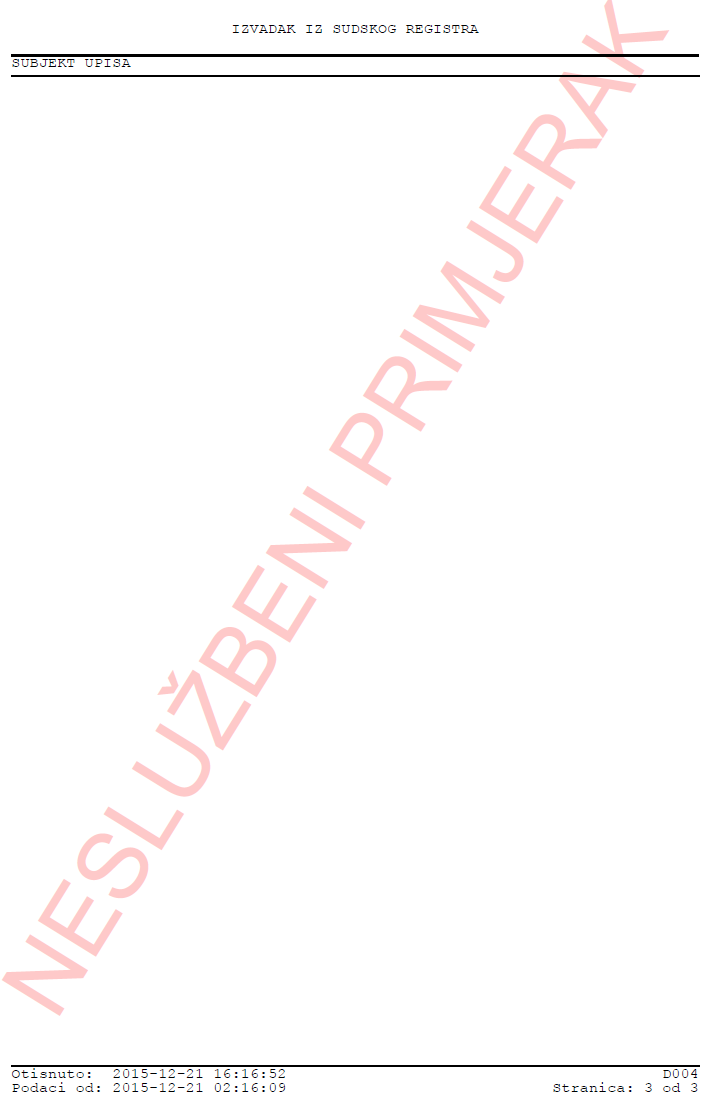 IZVADAK IZ SUDSKOG REGISTRA
SUBJEKT UPISA
NESLUŽBENI PRIMJERAK
Otisnuto: 2015-12-21 16:16:52 D004
Podaci od: 2015-12-21 02:16:09 Stranica: 3 od 3